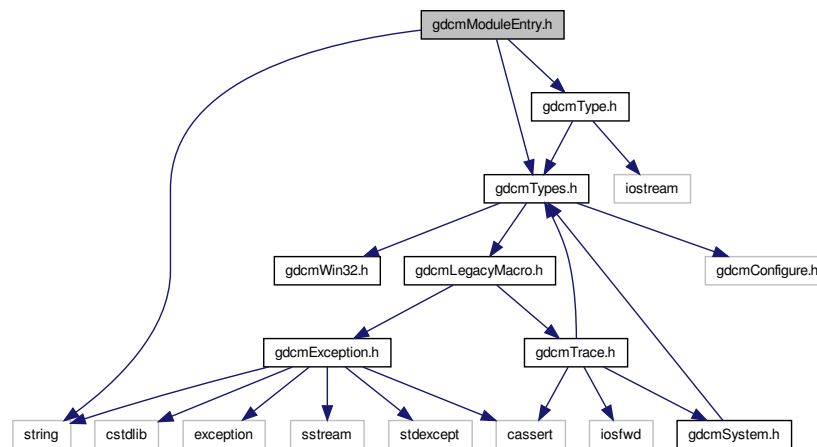 gdcmModuleEntry.h
gdcmType.h
gdcmTypes.h
iostream
gdcmWin32.h
gdcmLegacyMacro.h
gdcmConfigure.h
gdcmException.h
gdcmTrace.h
string
cstdlib
exception
sstream
stdexcept
cassert
iosfwd
gdcmSystem.h